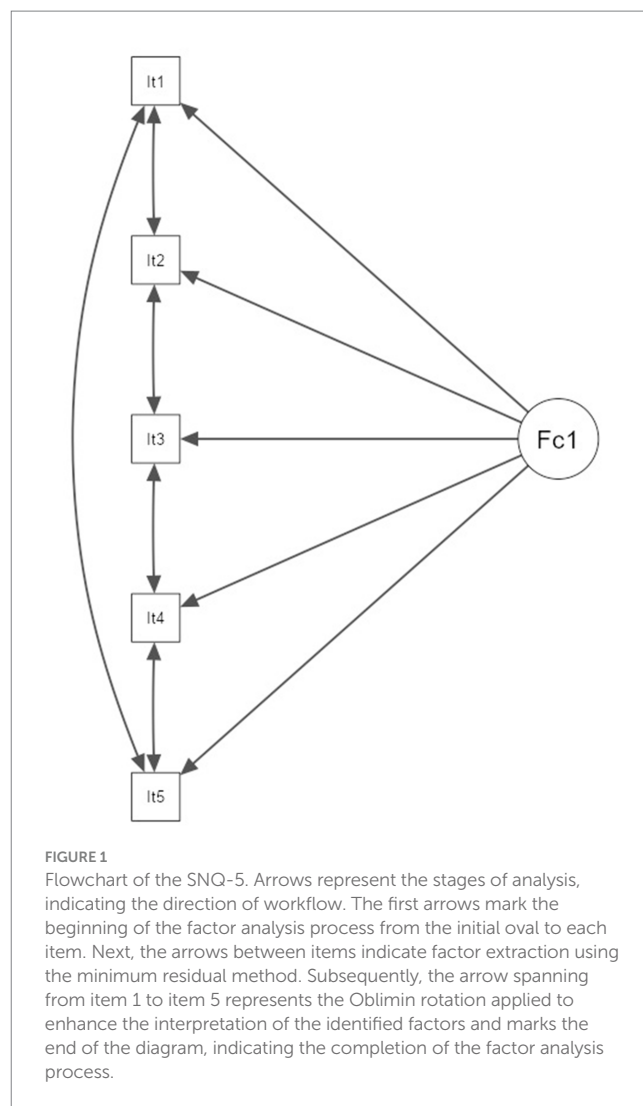 It1
It2
It3
Fc1
It4
It5
FIGURE 1
Flowchart of the SNQ-5. Arrows represent the stages of analysis,
indicating the direction of workflow. The first arrows mark the
beginning of the factor analysis process from the initial oval to each
item. Next, the arrows between items indicate factor extraction using
the minimum residual method. Subsequently, the arrow spanning
from item 1 to item 5 represents the Oblimin rotation applied to
enhance the interpretation of the identified factors and marks the
end of the diagram, indicating the completion of the factor analysis
process.